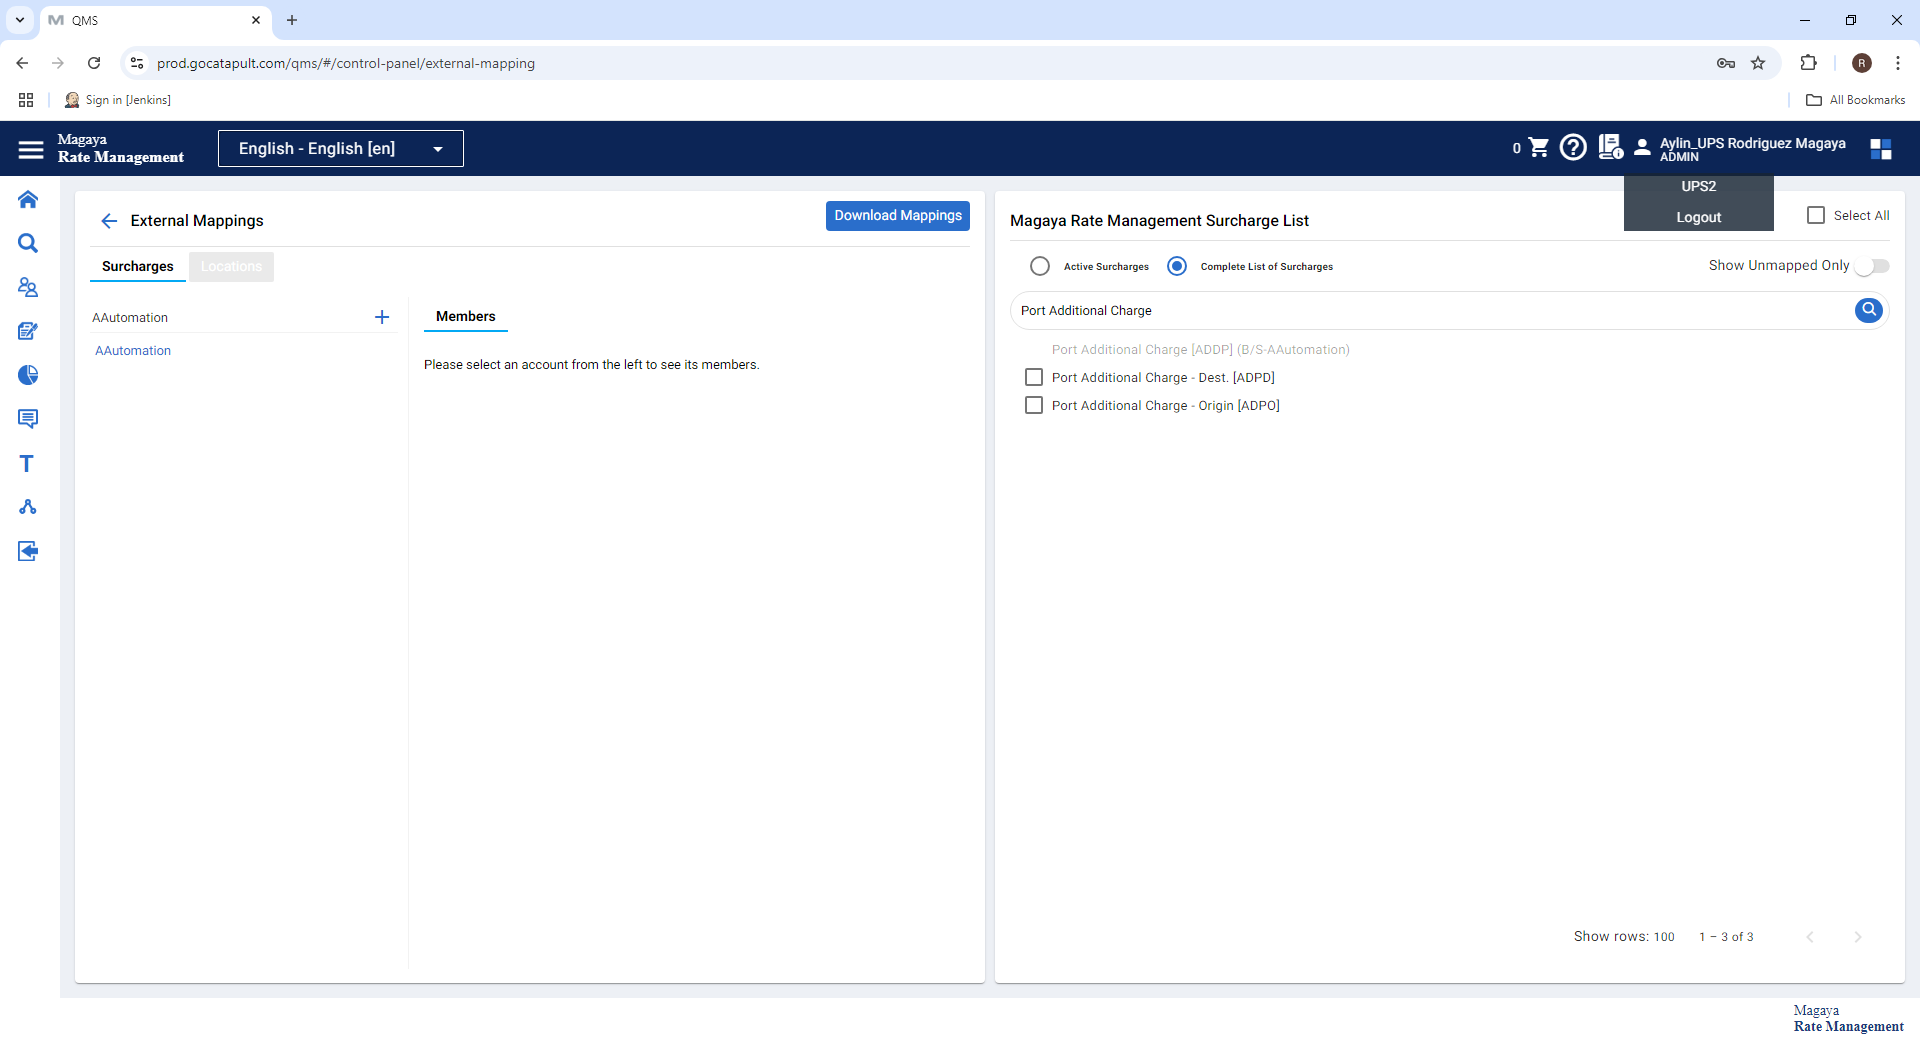 QMS
prod.gocatapult.com/qms/#/control-panel/external-mapping
R
Sign in [Jenkins]
All Bookmarks
Magaya
Rate Management
English - English [en]
0
Aylin_UPS Rodriguez Magaya
ADMIN
UPS2
Logout
External Mappings
Download Mappings
Surcharges
Locations
AAutomation
AAutomation
Members
Please select an account from the left to see its members.
Magaya Rate Management Surcharge List
Select All
Active Surcharges
Complete List of Surcharges
Show Unmapped Only
Port Additional Charge
Port Additional Charge [ADDP] (B/S-AAutomation)
Port Additional Charge - Dest. [ADPD]
Port Additional Charge - Origin [ADPO]
Show rows: 100
1 – 3 of 3
Magaya
Rate Management